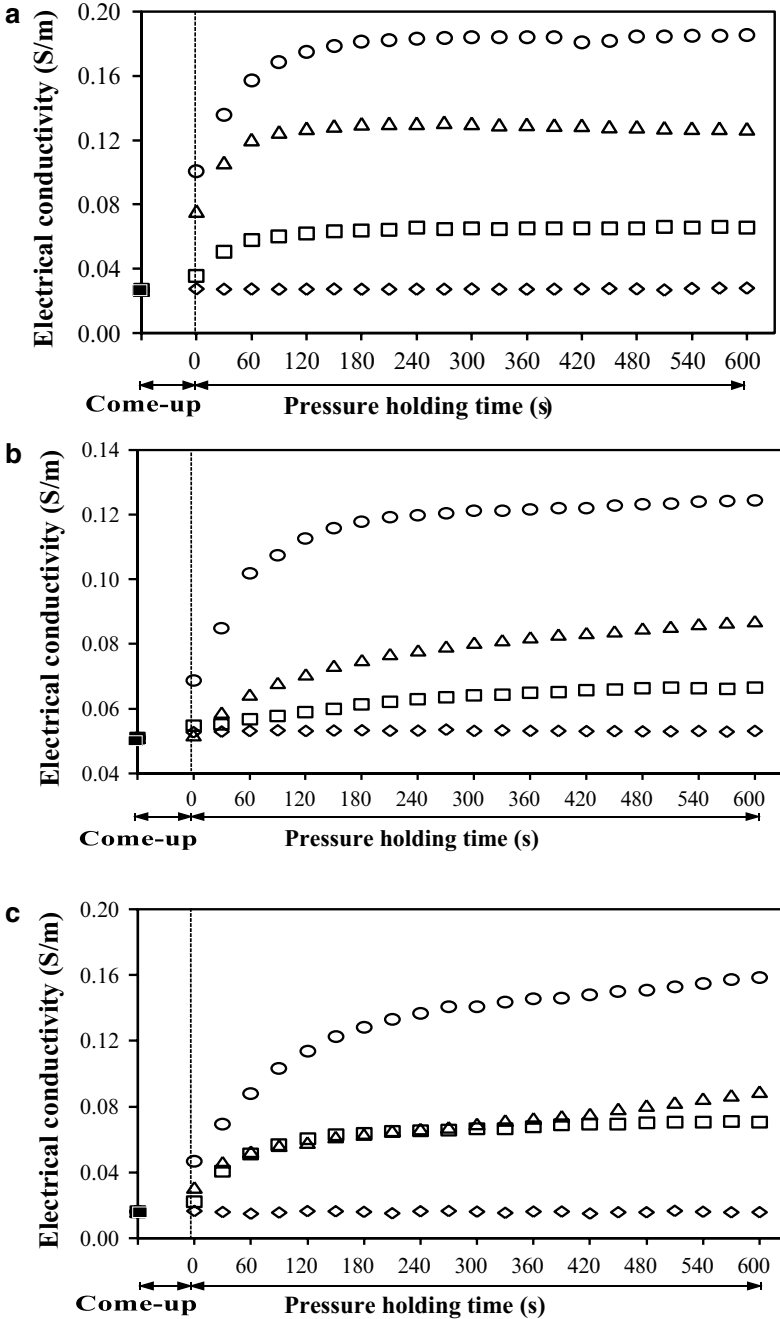 a
Electrical conductivity (S/m)
0.20
0.16
0.12
0.08
0.04
0.00
0 60 120 180 240 300 360 420 480 540 600
Come-up Pressure holding time (s)
b
Electrical conductivity (S/m)
0.14
0.12
0.10
0.08
0.06
0.04
0 60 120 180 240 300 360 420 480 540 600
Come-up Pressure holding time (s)
c
Electrical conductivity (S/m)
0.20
0.16
0.12
0.08
0.04
0.00
0 60 120 180 240 300 360 420 480 540 600
Come-up Pressure holding time (s)